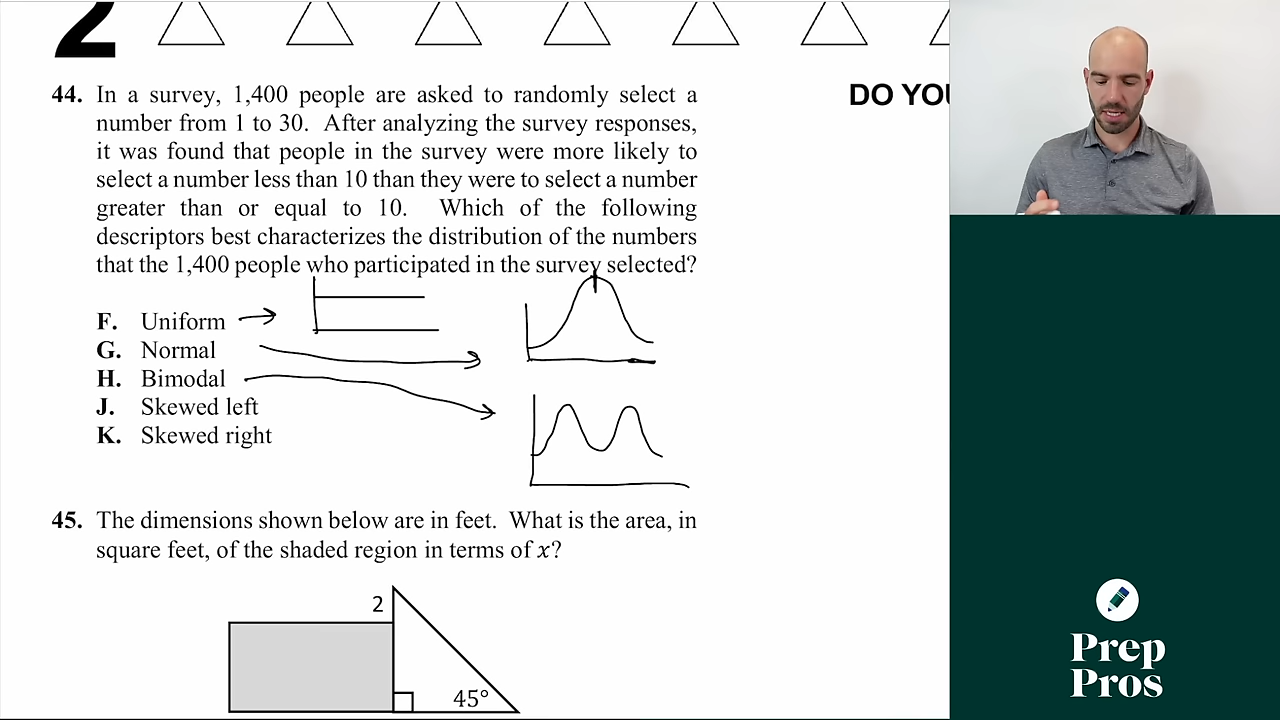 2
44. In a survey, 1,400 people are asked to randomly select a
number from 1 to 30. After analyzing the survey responses,
it was found that people in the survey were more likely to
select a number less than 10 than they were to select a number
greater than or equal to 10. Which of the following
descriptors best characterizes the distribution of the numbers
that the 1,400 people who participated in the survey selected?
F. Uniform
G. Normal
H. Bimodal
J. Skewed left
K. Skewed right
45. The dimensions shown below are in feet. What is the area, in
square feet, of the shaded region in terms of x?
2
45°
DO YOU
Prep
Pros